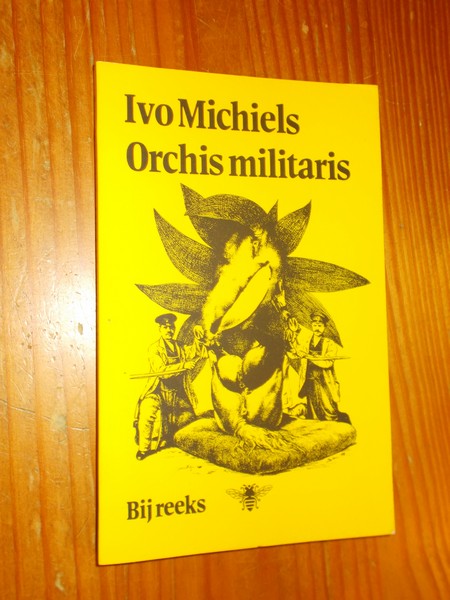 Ivo Michiels
Orchis militaris
Bij reeks